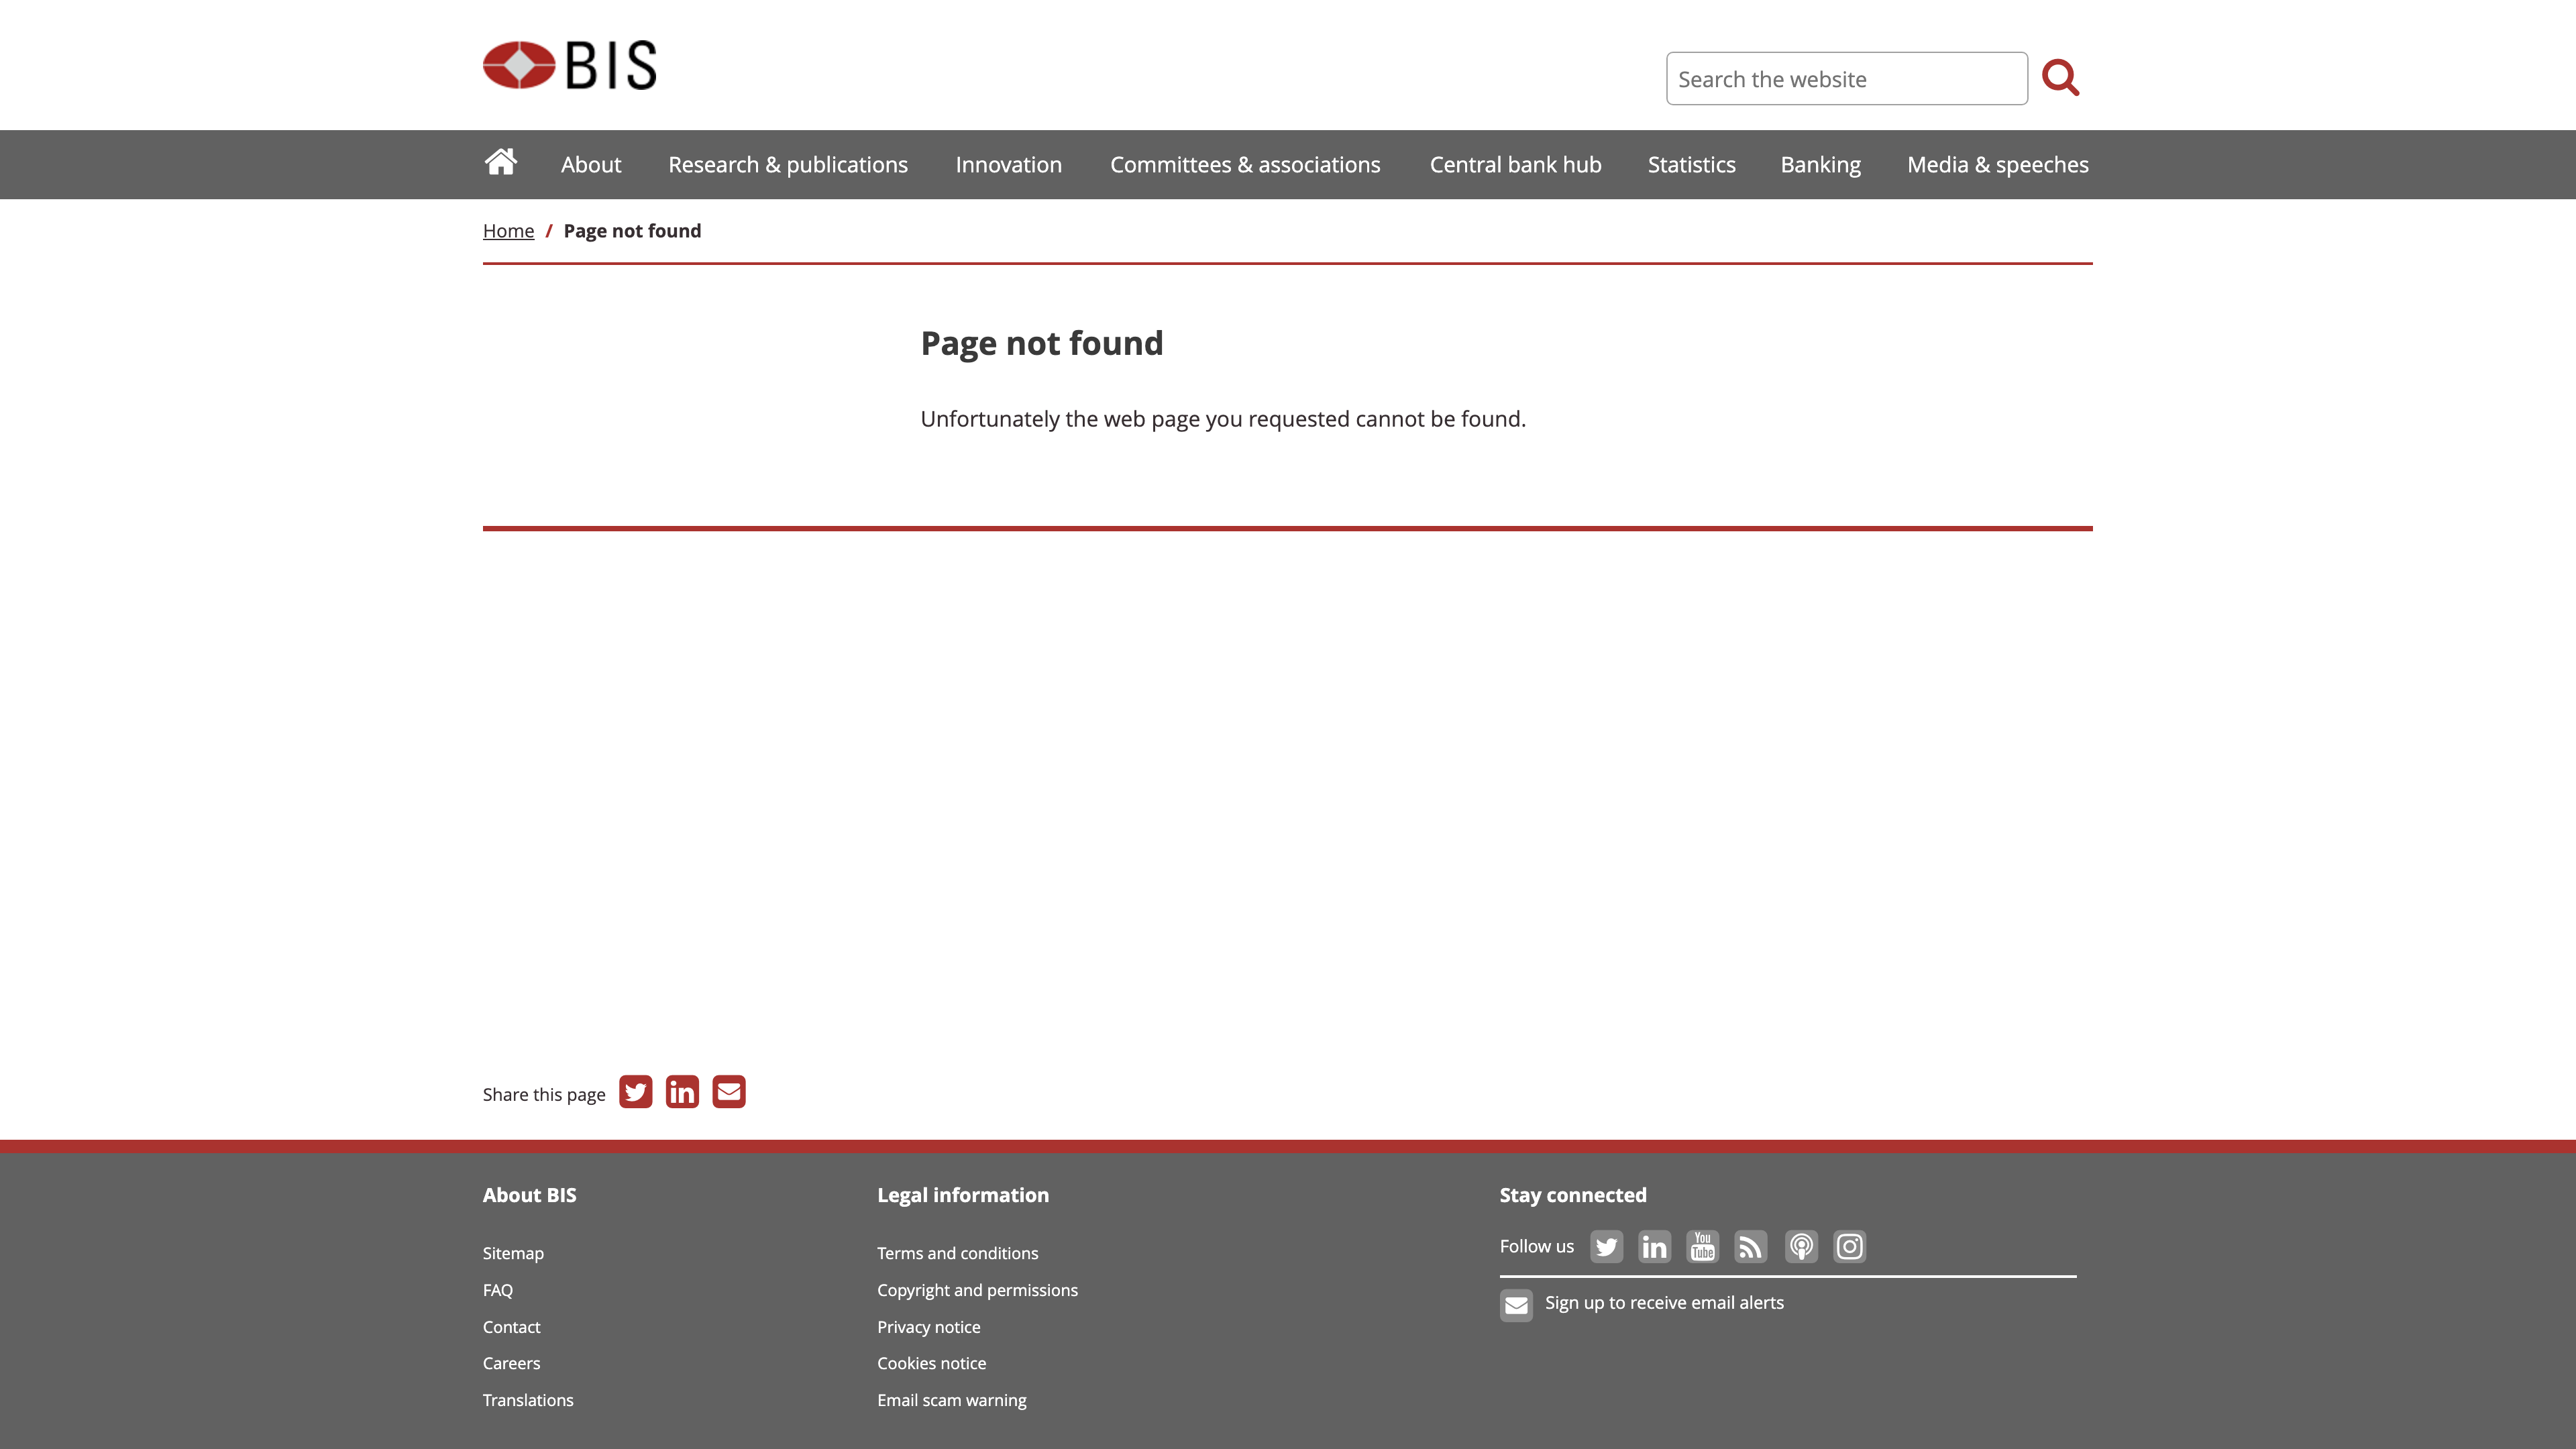 BIS
Search the website
About Research & publications Innovation Committees & associations Central bank hub Statistics Banking Media & speeches
Home / Page not found
Page not found
Unfortunately the web page you requested cannot be found.
Share this page
About BIS
Sitemap
FAQ
Contact
Careers
Translations
Legal information
Terms and conditions
Copyright and permissions
Privacy notice
Cookies notice
Email scam warning
Stay connected
Follow us
You
Tube
Sign up to receive email alerts